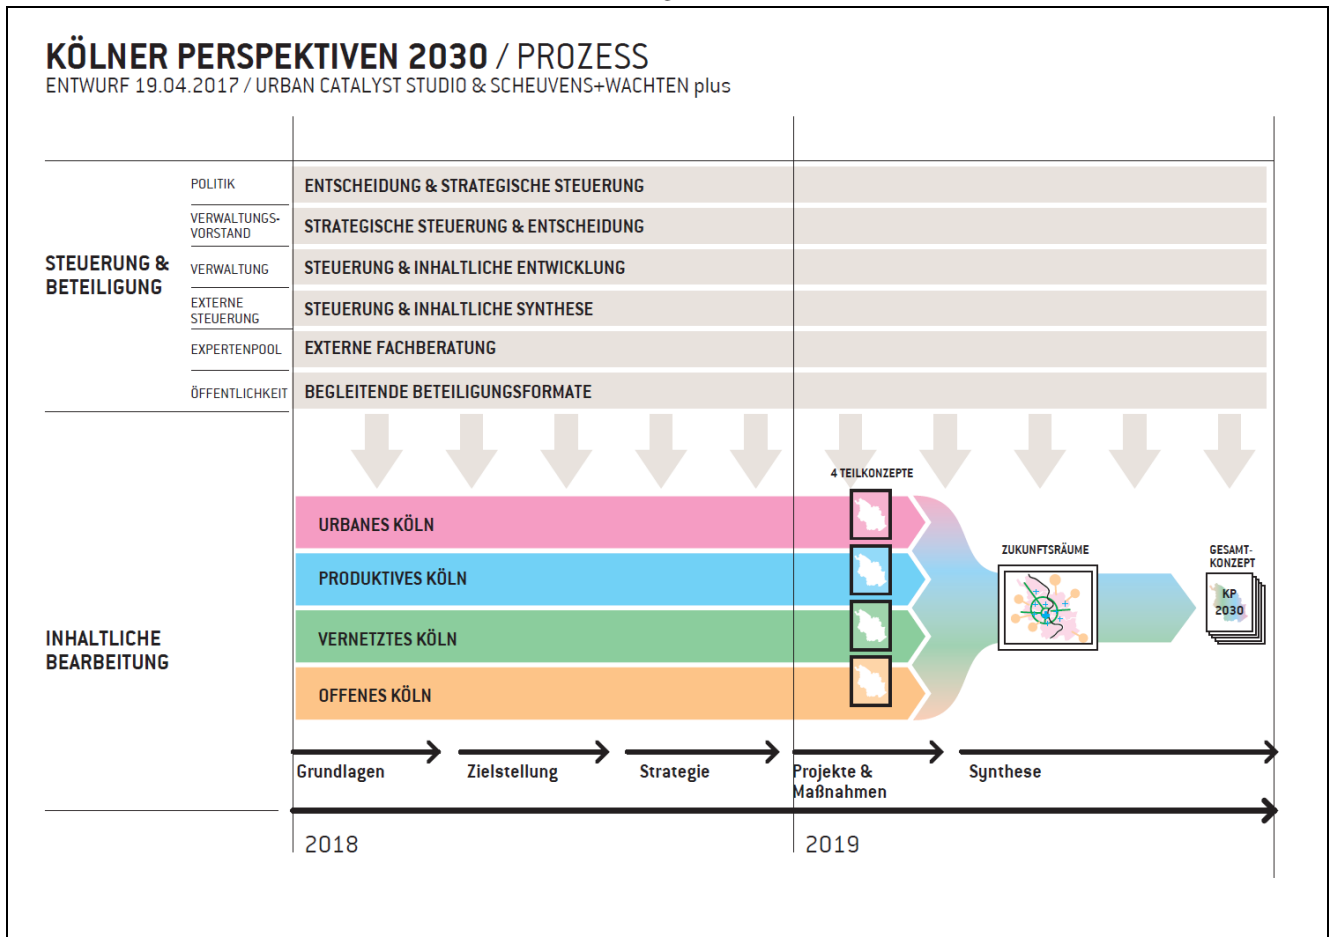 KÖLNER PERSPEKTIVEN 2030 / PROZESS
ENTWURF 19.04.2017 / URBAN CATALYST STUDIO & SCHEUVENS+WACHTEN plus
STEUERUNG &
BETEILIGUNG
POLITIK
ENTSCHEIDUNG & STRATEGISCHE STEUERUNG
VERWALTUNGS-
VORSTAND
STRATEGISCHE STEUERUNG & ENTSCHEIDUNG
VERWALTUNG
STEUERUNG & INHALTLICHE ENTWICKLUNG
EXTERNE
STEUERUNG
STEUERUNG & INHALTLICHE SYNTHESE
EXPERTENPOOL
EXTERNE FACHBERATUNG
ÖFFENTLICHKEIT
BEGLEITENDE BETEILIGUNGSFORMATE
INHALTLICHE
BEARBEITUNG
4 TEILKONZEPTE
URBANES KÖLN
PRODUKTIVES KÖLN
VERNETZTES KÖLN
OFFENES KÖLN
ZUKUNFTSRÄUME
GESAMT-
KONZEPT
KP
2030
Grundlagen
Zielstellung
Strategie
Projekte &
Maßnahmen
Synthese
2018
2019